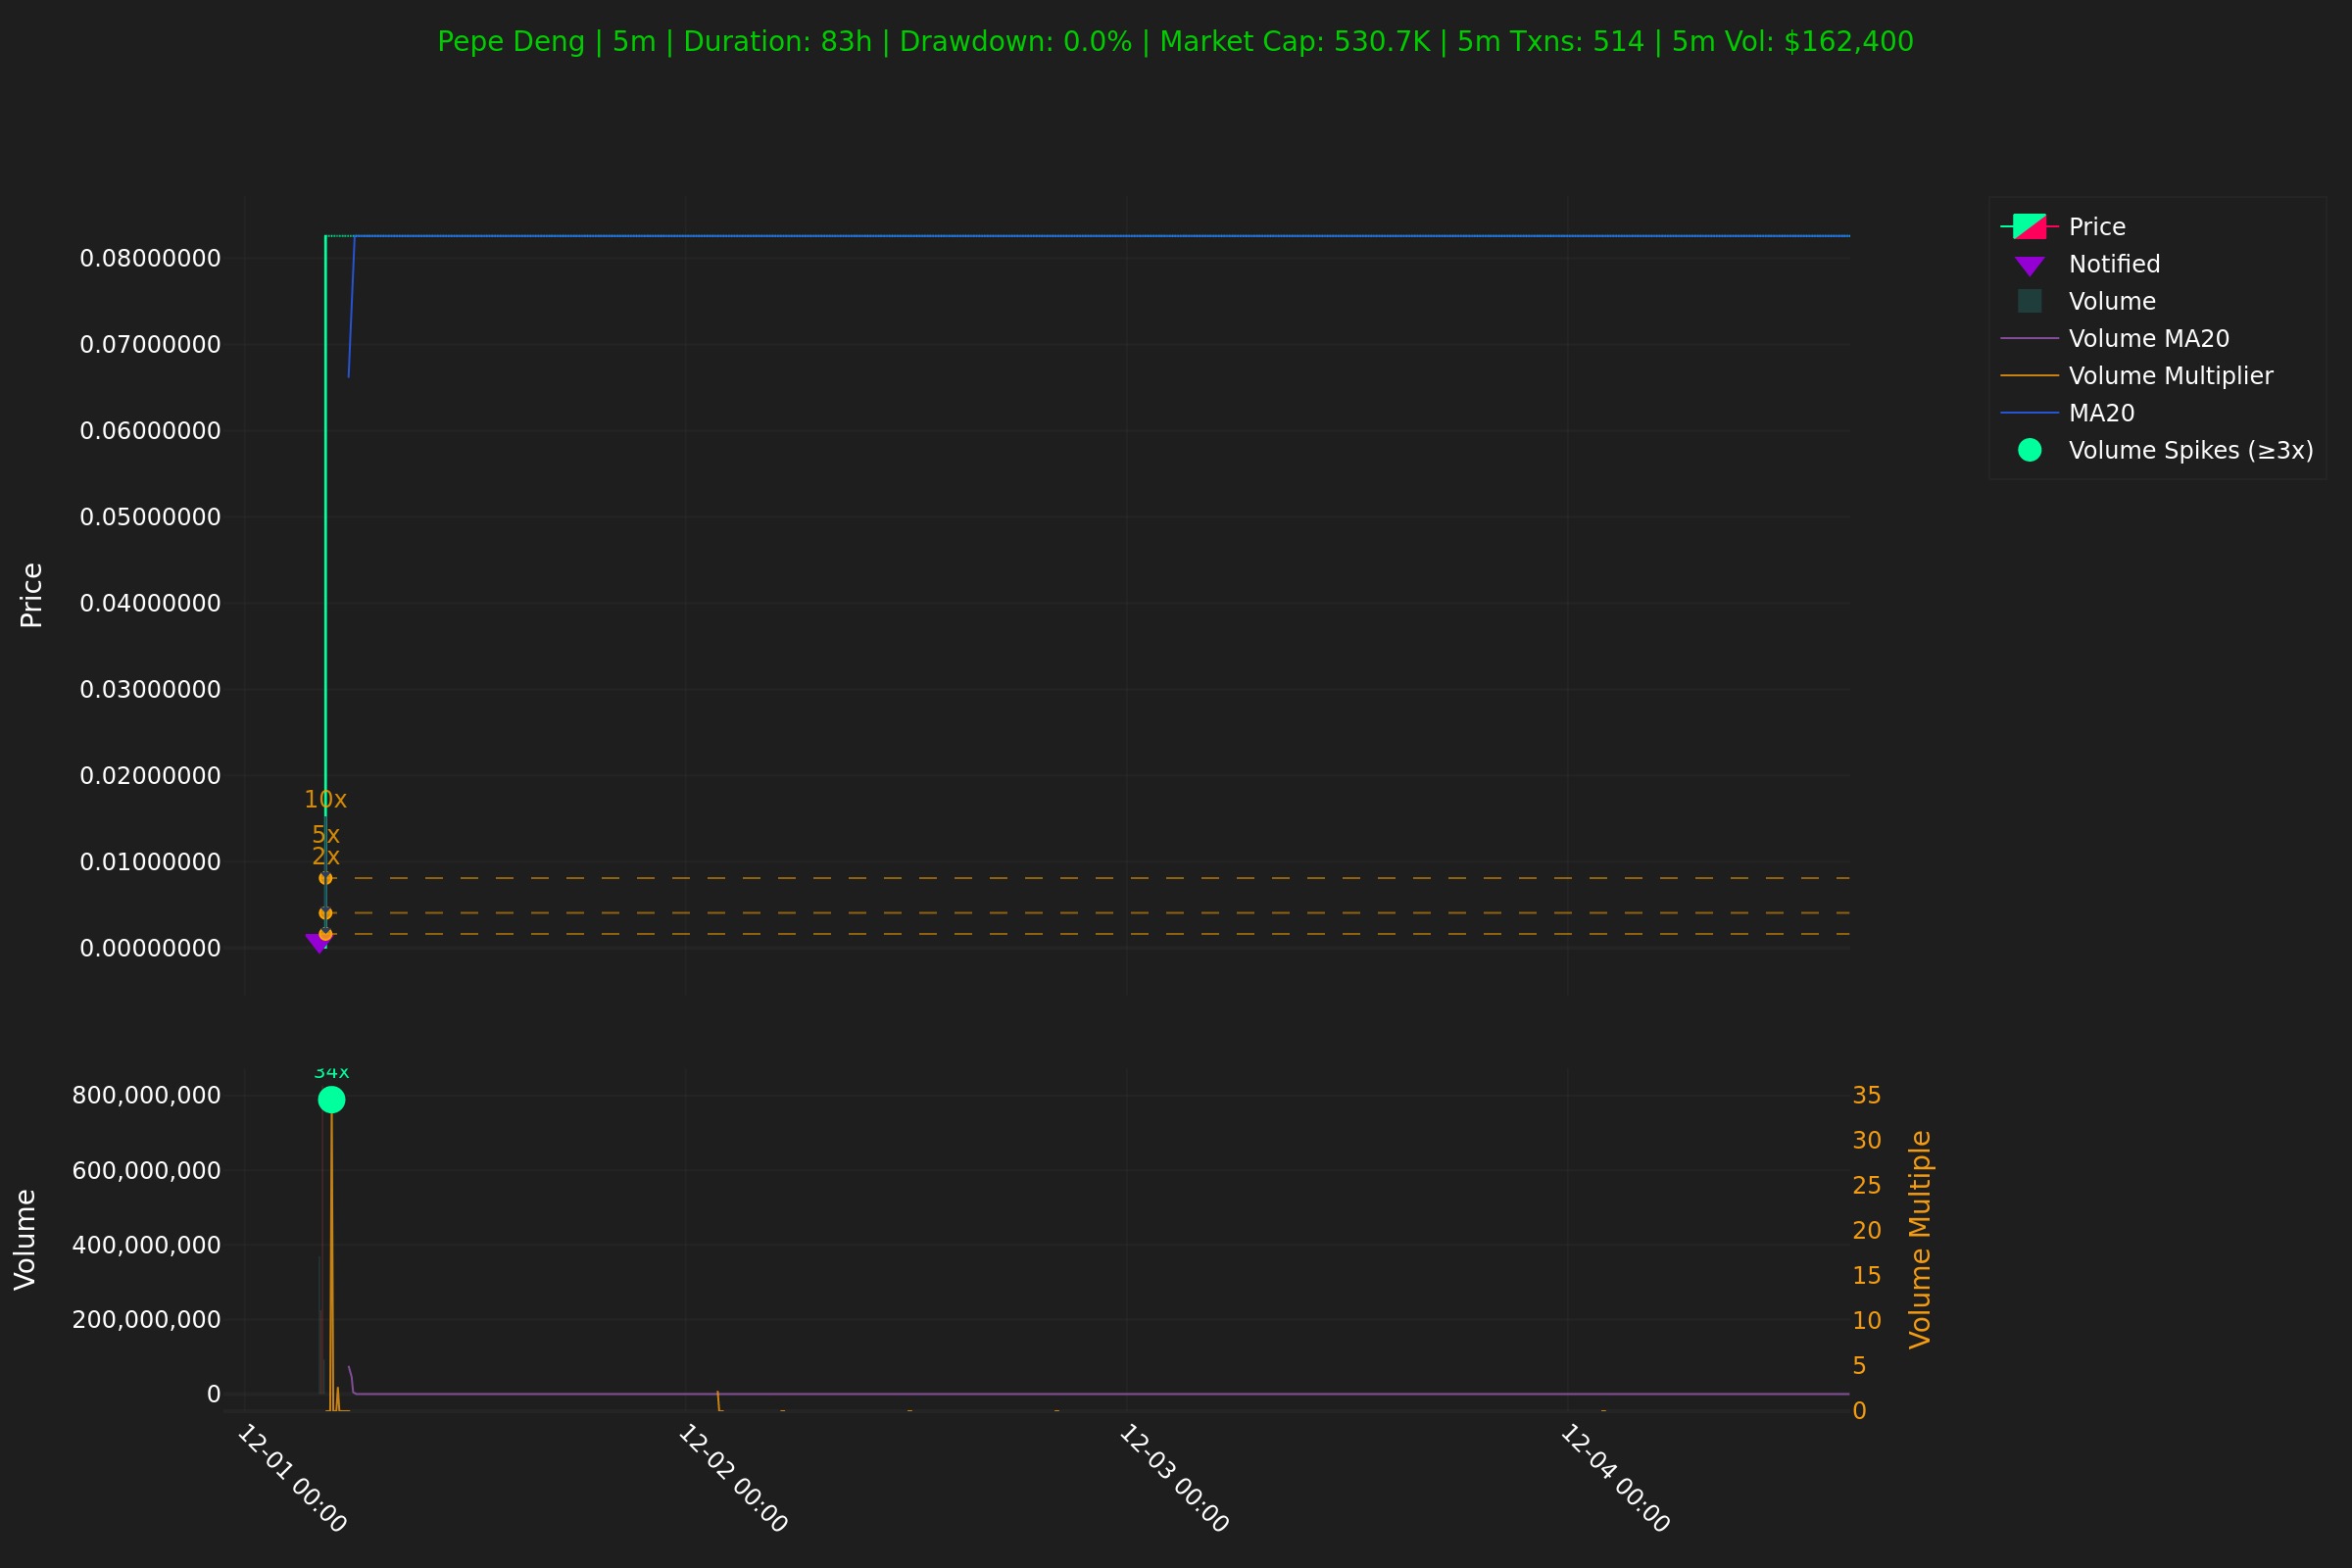 Pepe Deng | 5m | Duration: 83h | Drawdown: 0.0% | Market Cap: 530.7K | 5m Txns: 514 | 5m Vol: $162,400
Price
0.08000000
0.07000000
0.06000000
0.05000000
0.04000000
0.03000000
0.02000000
0.01000000
0.00000000
10x
5x
2x
Price
Notified
Volume
Volume MA20
Volume Multiplier
MA20
Volume Spikes (≥3x)
Volume
800,000,000
600,000,000
400,000,000
200,000,000
0
34x
35
30
25
20
15
10
5
0
Volume Multiple
12-01 00:00
12-02 00:00
12-03 00:00
12-04 00:00